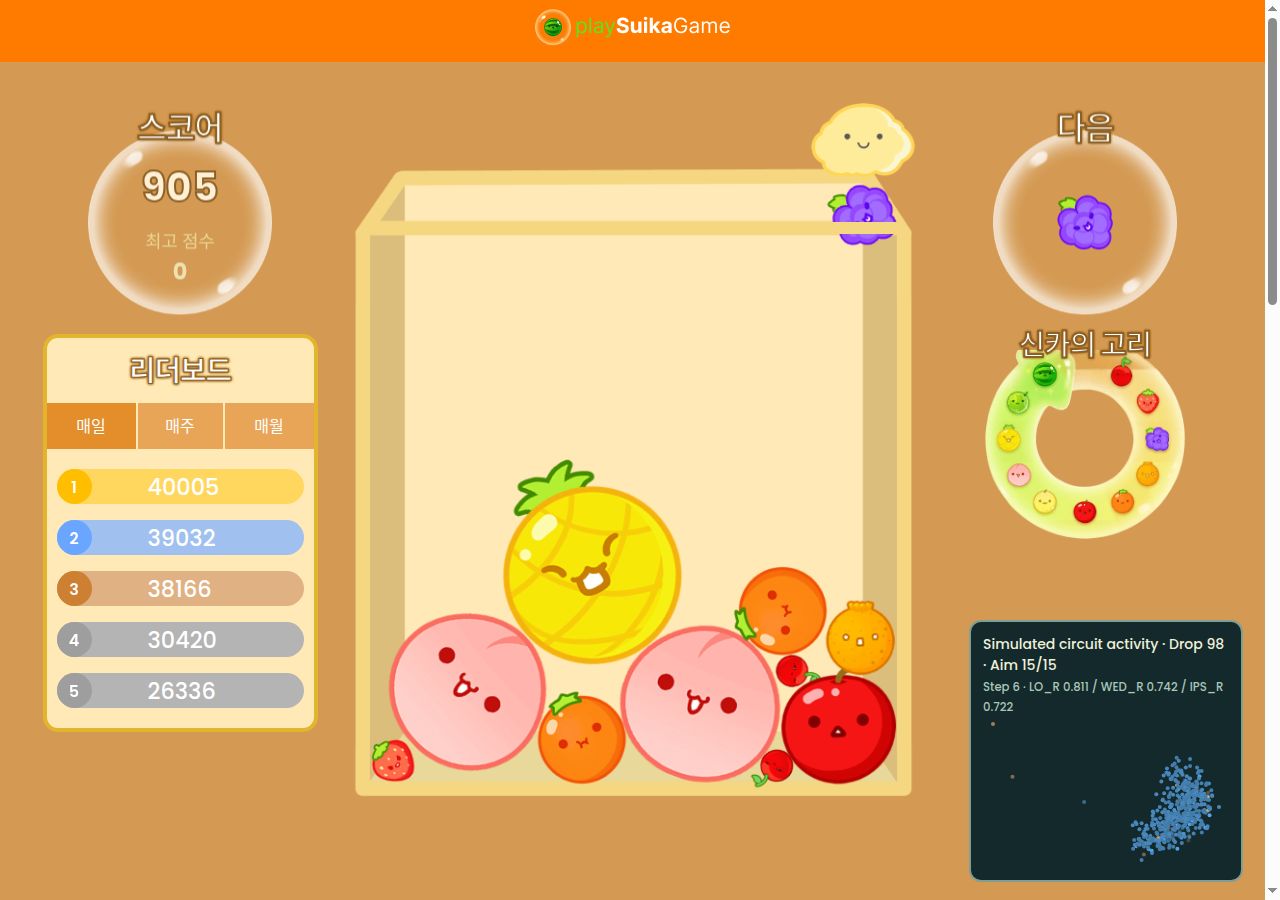 playSuikaGame
스코어
905
최고 점수
0
리더보드
매일 매주 매월
1 40005
2 39032
3 38166
4 30420
5 26336
다음
신카의 고리
Simulated circuit activity · Drop 98
· Aim 15/15
Step 6 · LO_R 0.811 / WED_R 0.742 / IPS_R
0.722